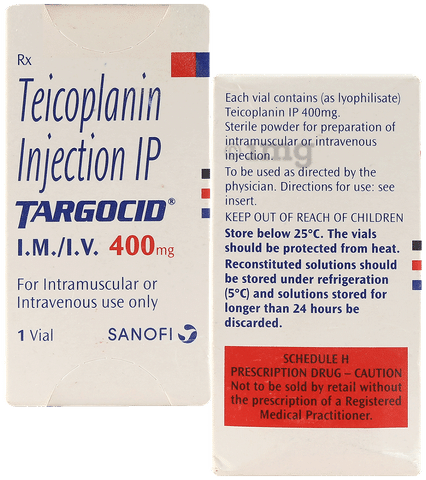 Rx
Teicoplanin
Injection IP
TARGOCID®
I.M./I.V. 400mg
For Intramuscular or
Intravenous use only
1 Vial SANOFI
Each vial contains (as lyophilisate)
Teicoplanin IP 400mg.
Sterile powder for preparation of
intramuscular or intravenous
injection.
To be used as directed by the
physician. Directions for use: see
insert.
KEEP OUT OF REACH OF CHILDREN
Store below 25°C. The vials
should be protected from heat.
Reconstituted solutions should
be stored under refrigeration
(5°C) and solutions stored for
longer than 24 hours be
discarded.
SCHEDULE H
PRESCRIPTION DRUG – CAUTION
Not to be sold by retail without
the prescription of a Registered
Medical Practitioner.